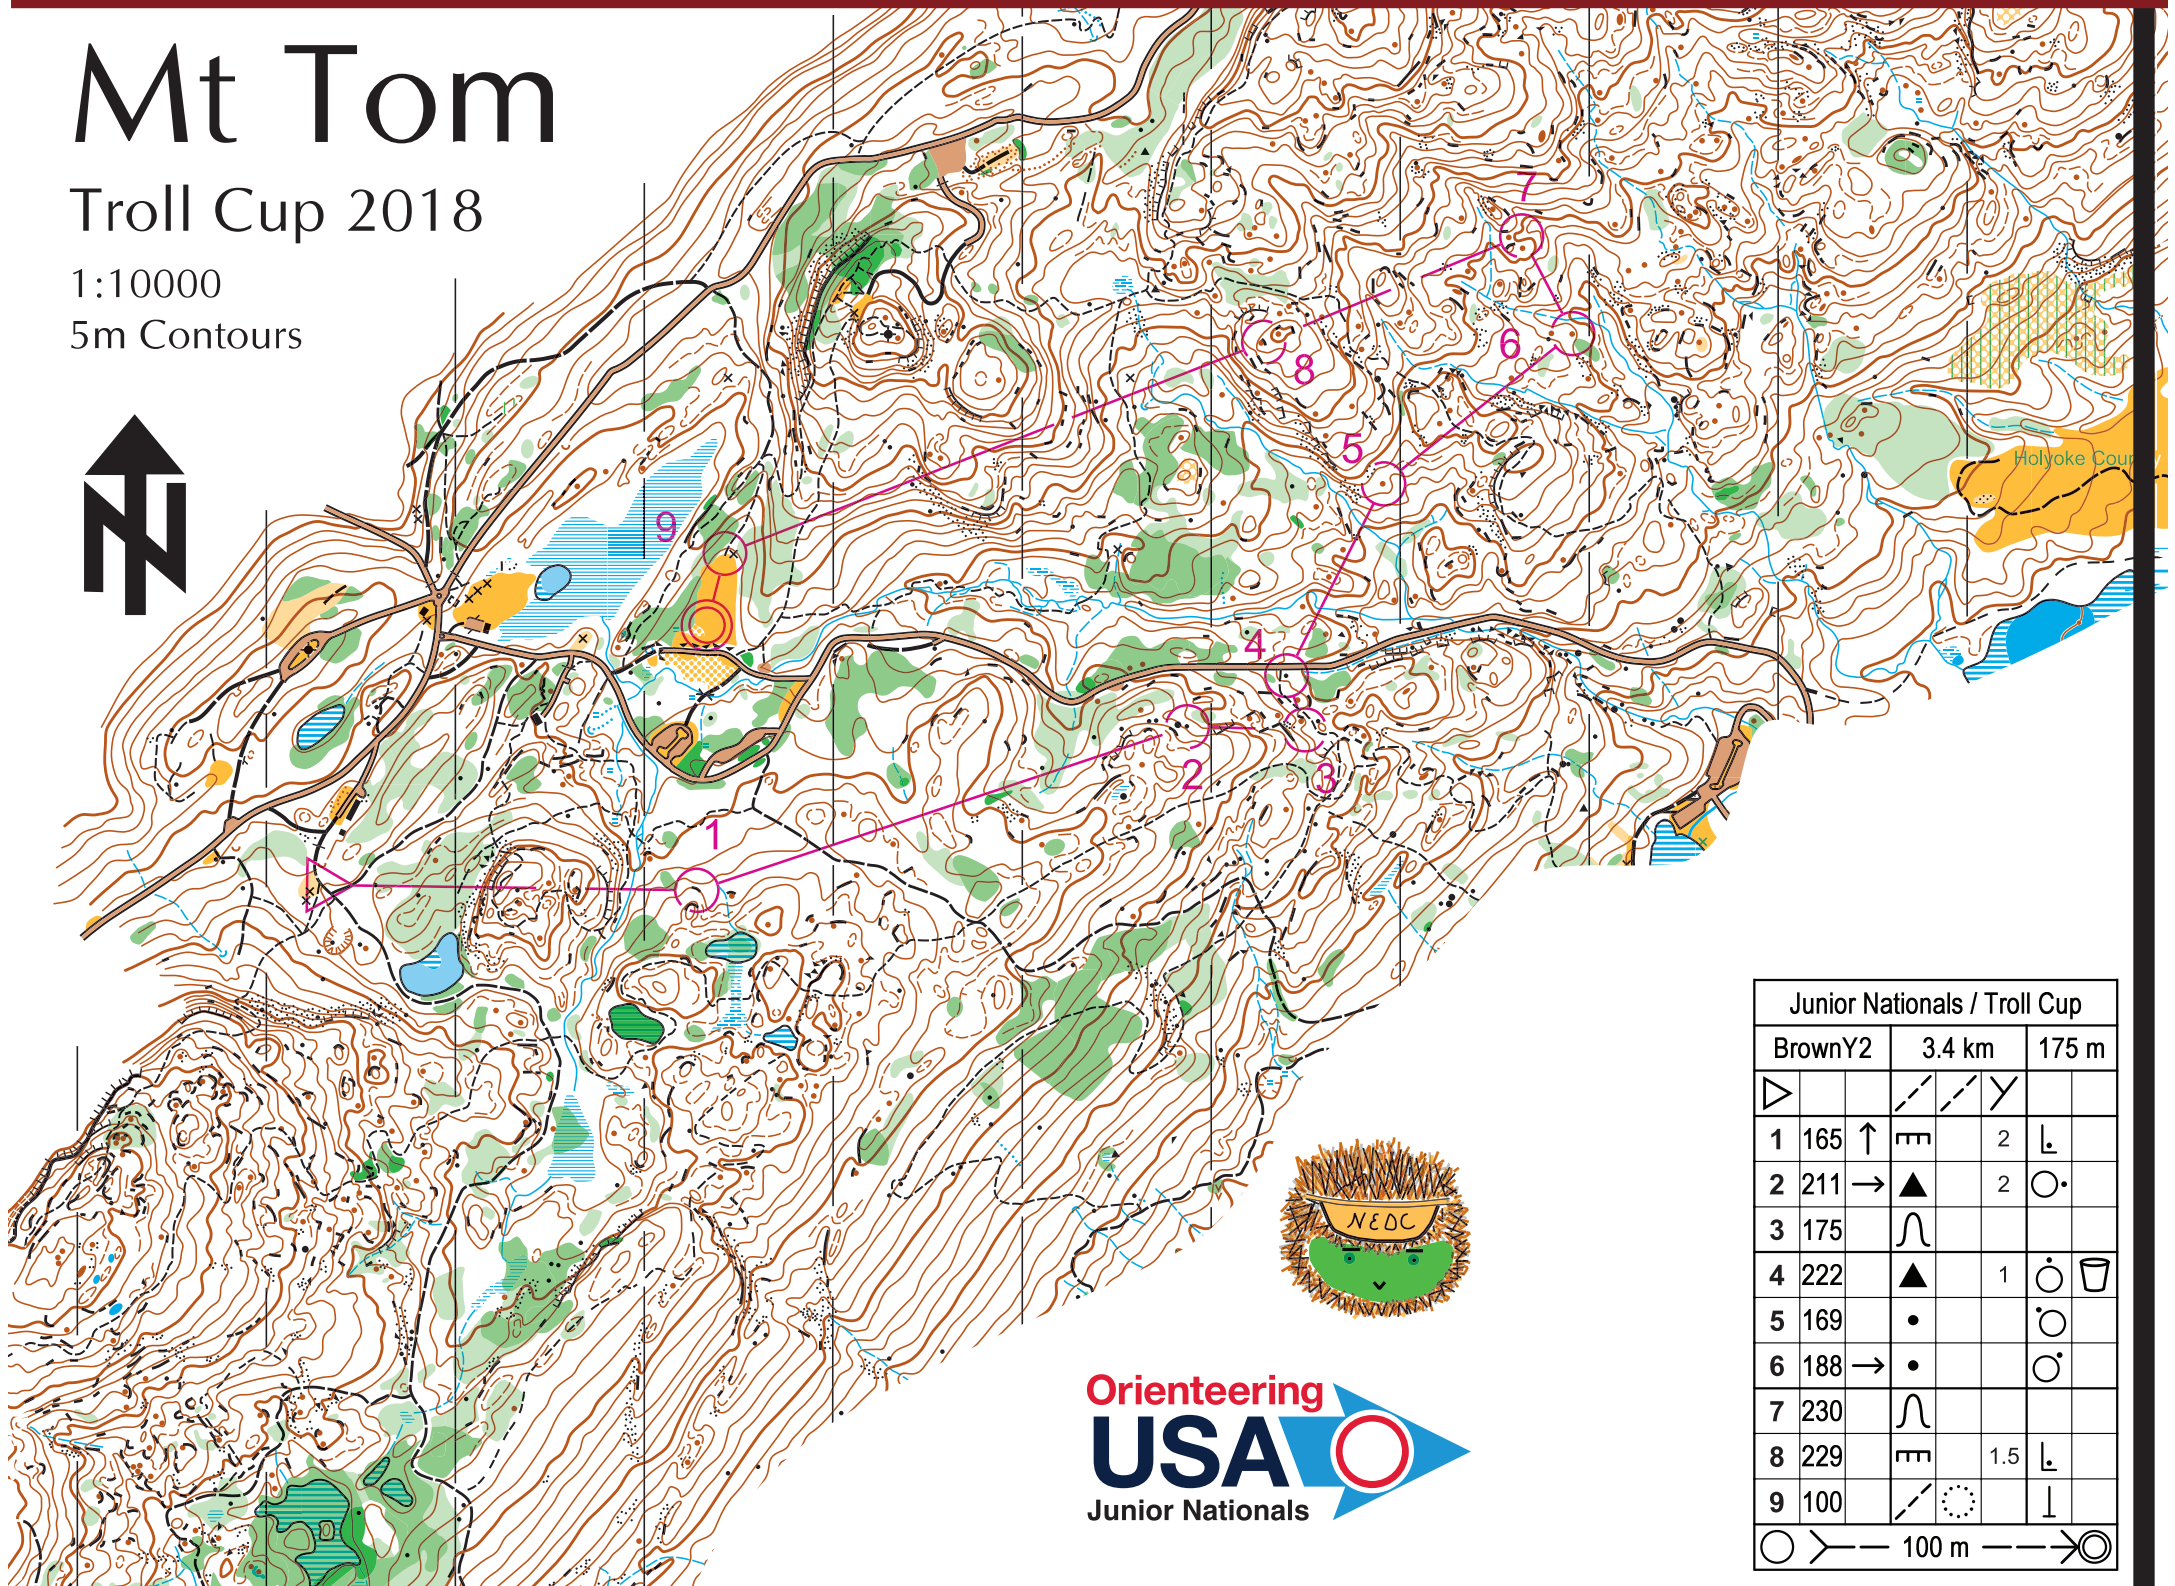 Mt Tom
Troll Cup 2018
1:10000
5m Contours
N
7
6
8
5
9
4
2
3
1
Holyoke Coun
Junior Nationals / Troll Cup
BrownY2 3.4 km 175 m
1 165 2
2 211 2
3 175
4 222 1
5 169
6 188
7 230
8 229 1.5
9 100
100 m
NEDC
Orienteering
USA
Junior Nationals